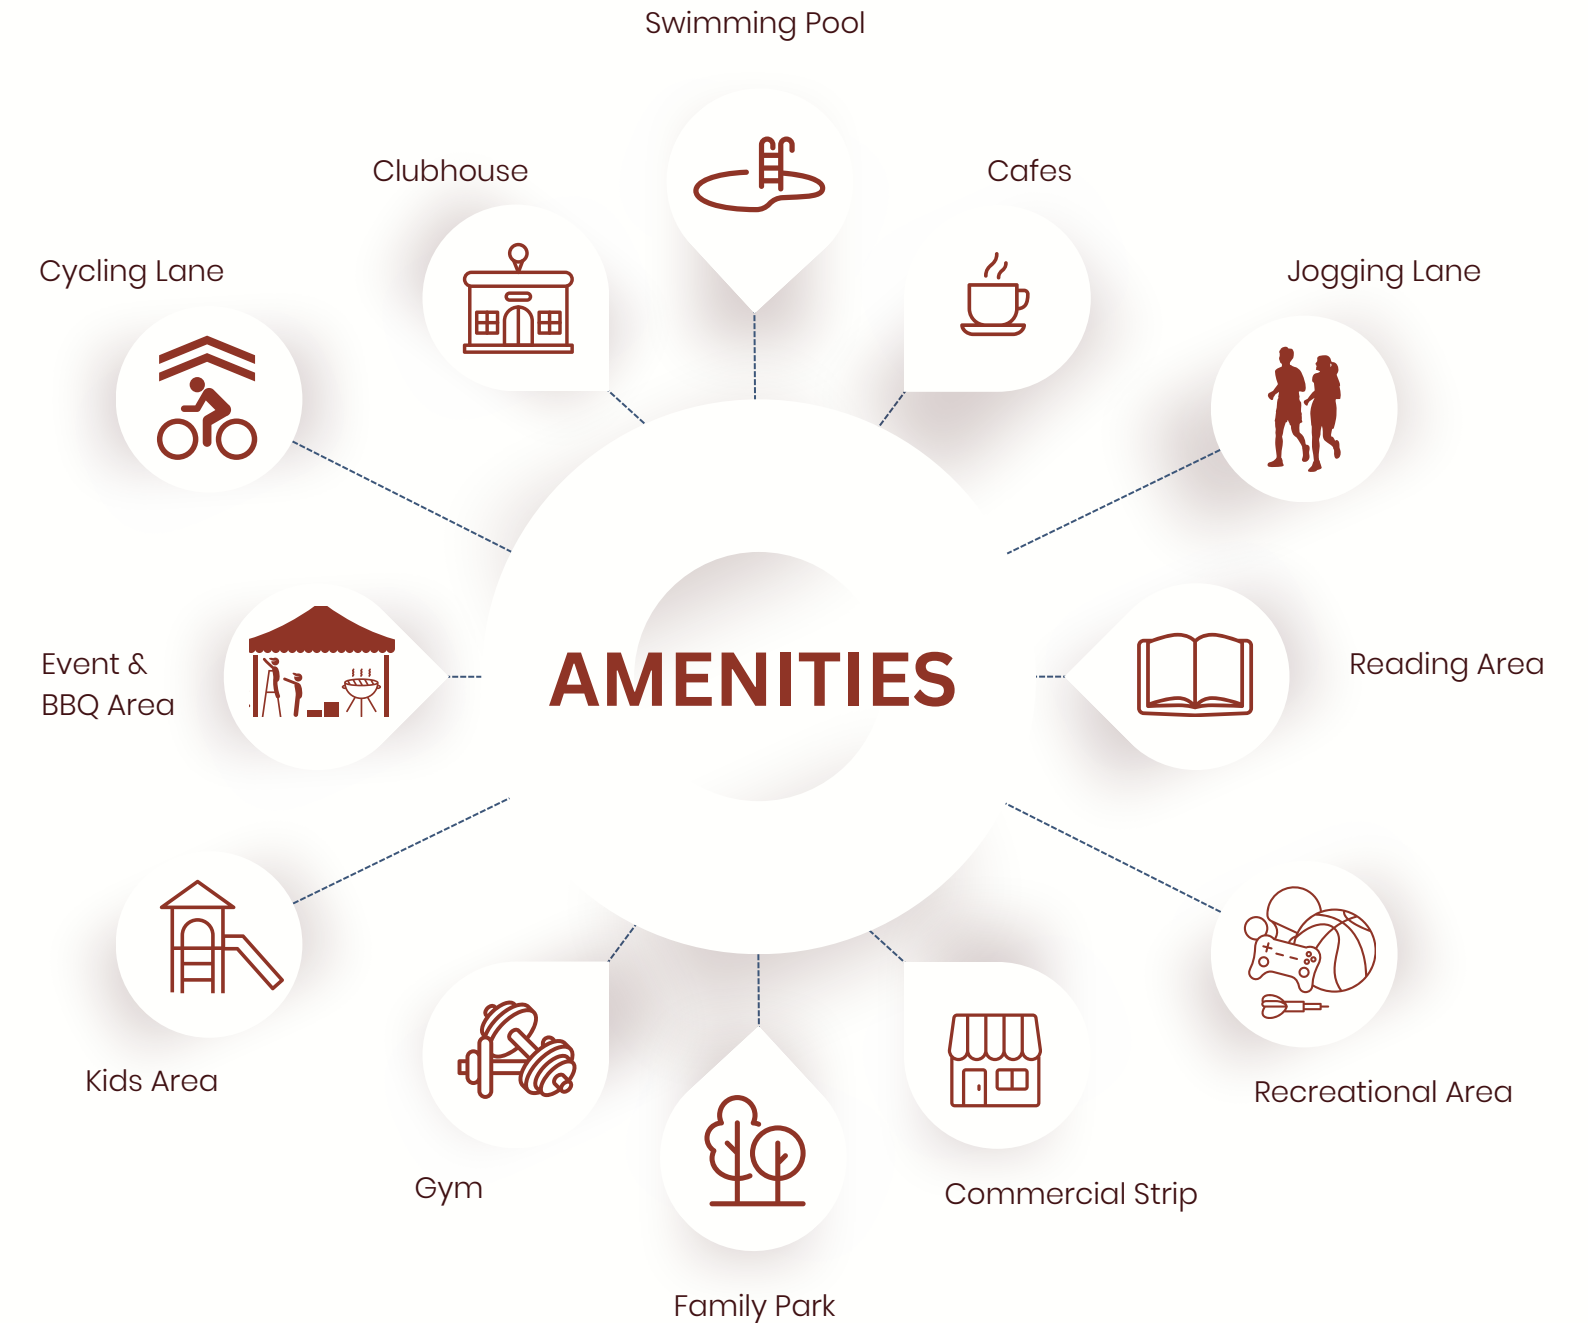 Swimming Pool
Clubhouse
Cafes
Cycling Lane
Jogging Lane
Event &
BBQ Area
AMENITIES
Reading Area
Kids Area
Recreational Area
Gym
Commercial Strip
Family Park